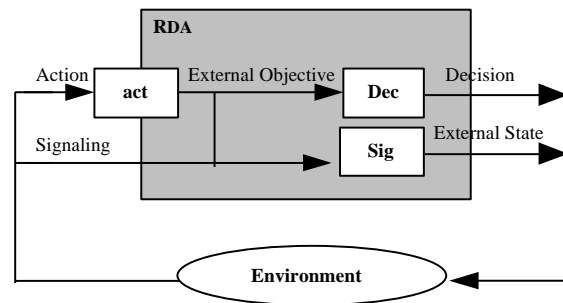 RDA
Action
act
External Objective
Dec
Decision
Signaling
Sig
External State
Environment